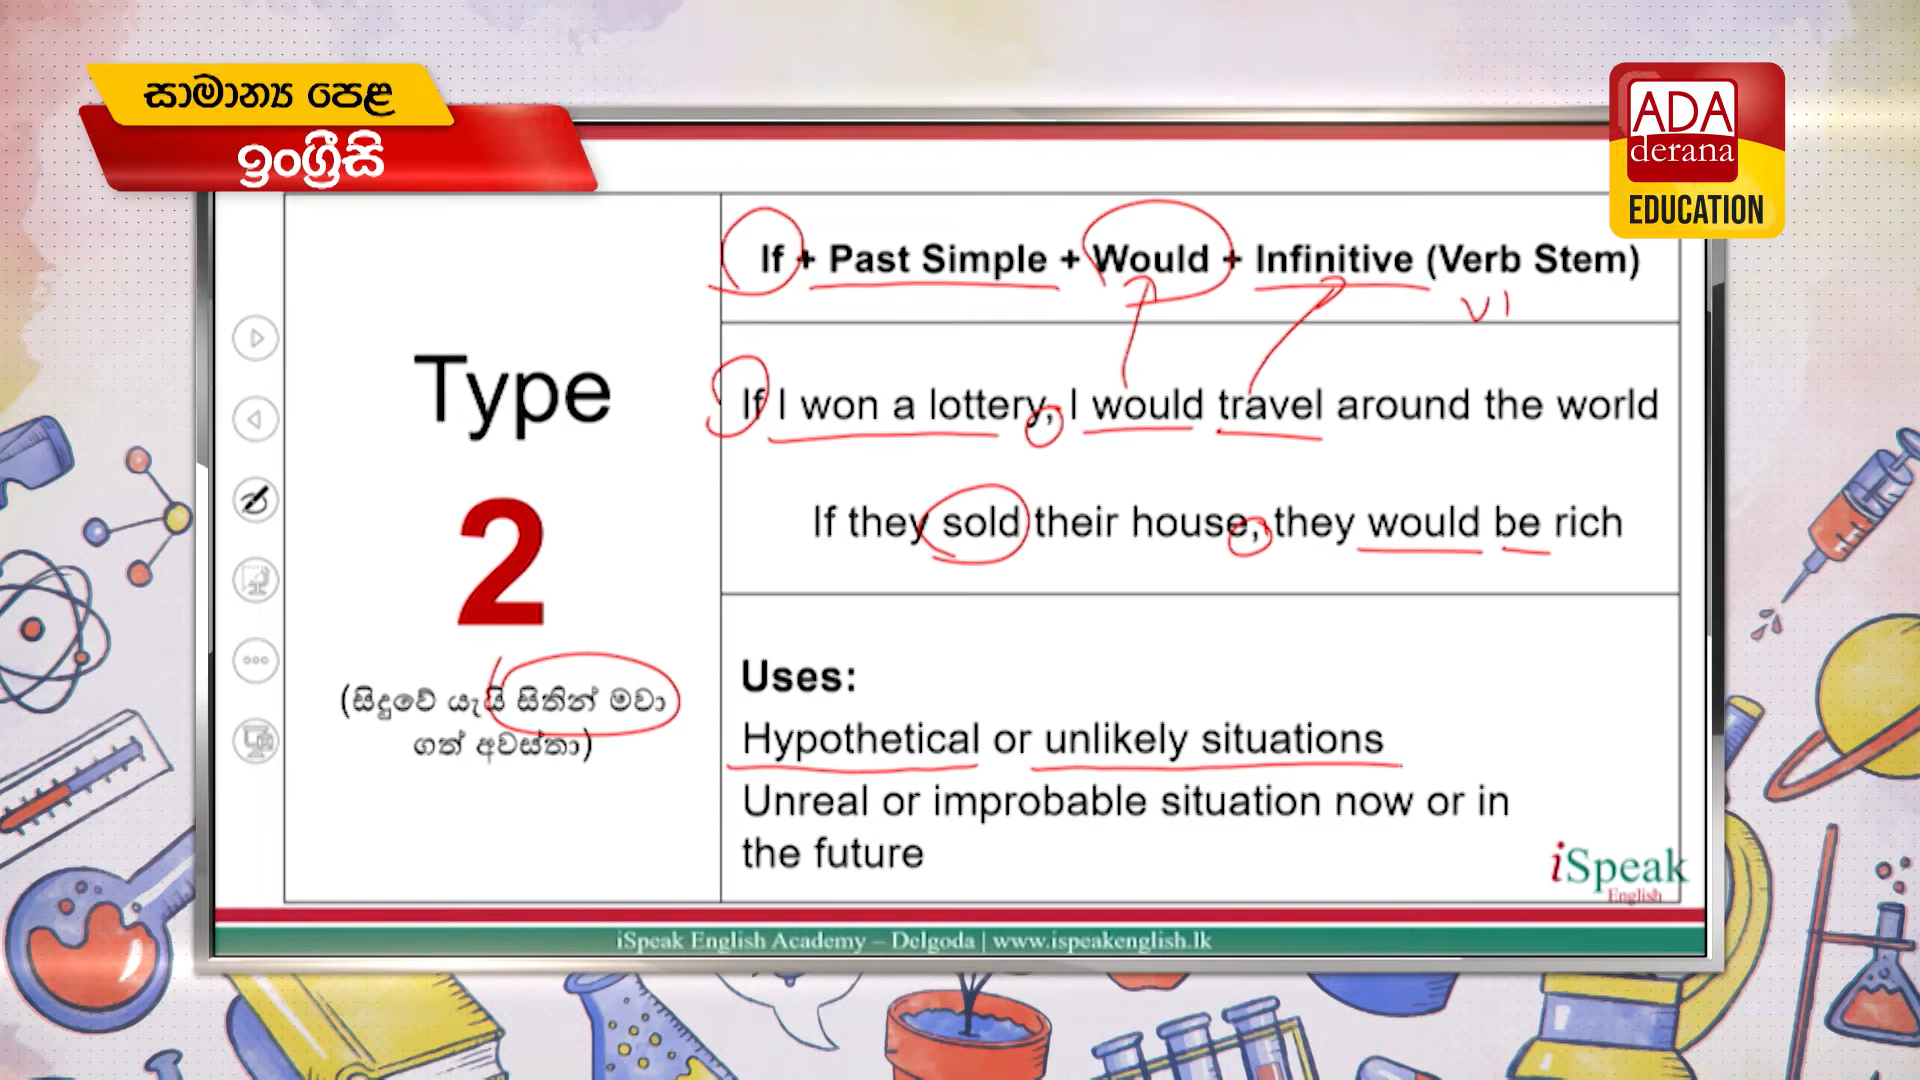 සාමාන්‍ය පෙළ
ඉංග්‍රීසි
ADA
derana
EDUCATION
If + Past Simple + Would + Infinitive (Verb Stem)
V1
Type
2
(සිදුවේ යැයි සිතින් මවා
ගත් අවස්තා)
If I won a lottery, I would travel around the world
If they sold their house, they would be rich
Uses:
Hypothetical or unlikely situations
Unreal or improbable situation now or in
the future
iSpeak
English
iSpeak English Academy – Delgoda | www.ispeakenglish.lk